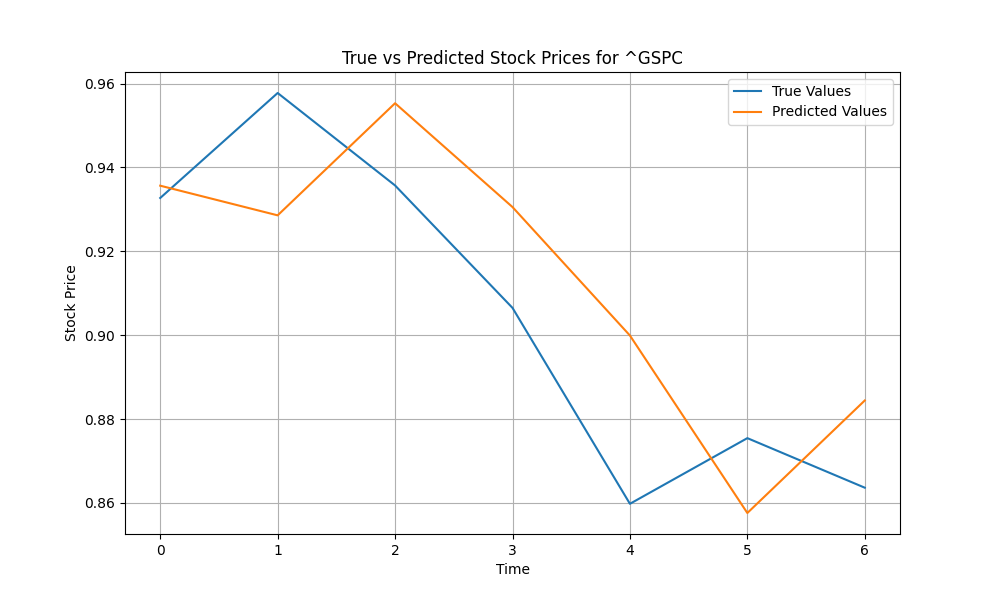 True vs Predicted Stock Prices for ^GSPC
True Values
Predicted Values
0.96
0.94
0.92
0.90
0.88
0.86
Stock Price
0 1 2 3 4 5 6
Time